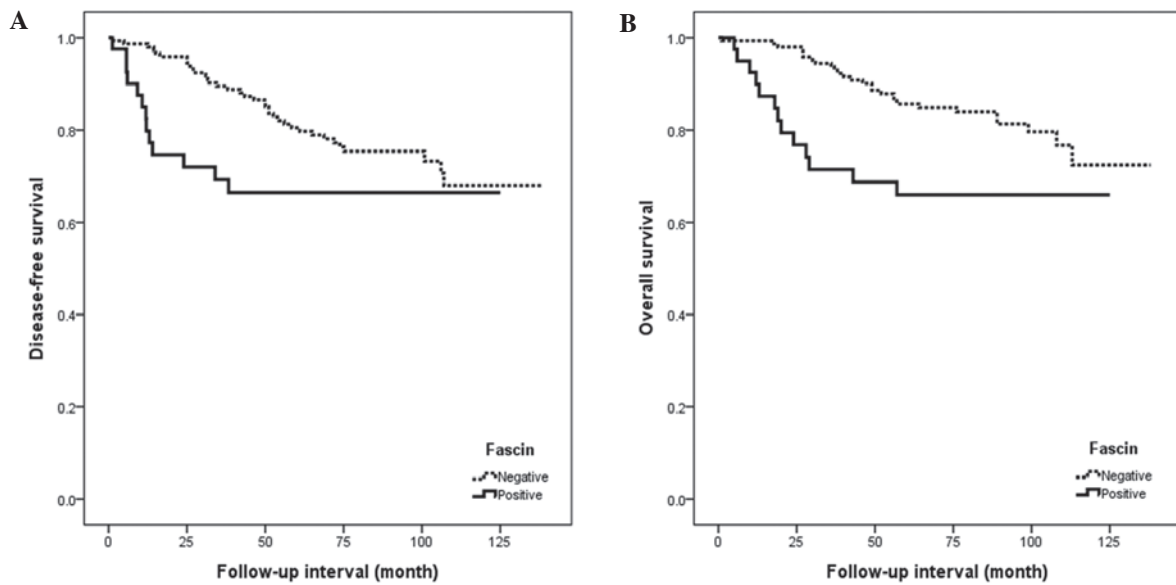 A
1.0
0.8
0.6
0.4
0.2
0.0
Disease-free survival
Fascin
Negative
Positive
0 25 50 75 100 125
Follow-up interval (month)
B
1.0
0.8
0.6
0.4
0.2
0.0
Overall survival
Fascin
Negative
Positive
0 25 50 75 100 125
Follow-up interval (month)